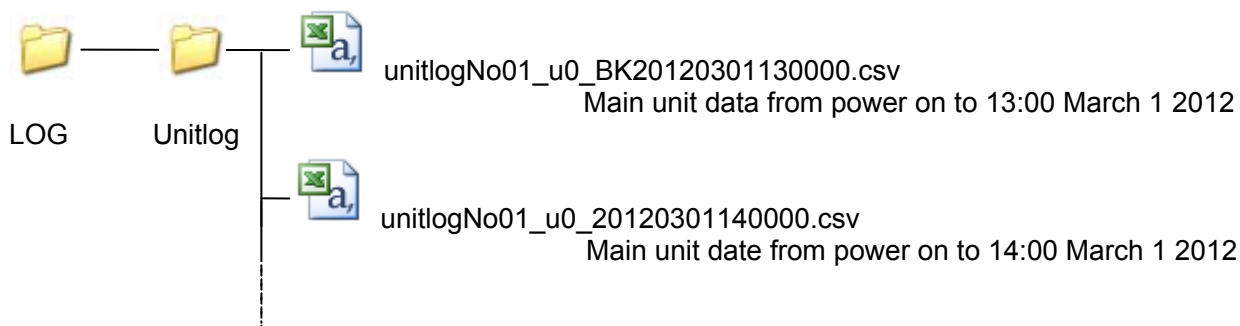 unitlogNo01_u0_BK20120301130000.csv
Main unit data from power on to 13:00 March 1 2012
LOG
Unitlog
unitlogNo01_u0_20120301140000.csv
Main unit date from power on to 14:00 March 1 2012